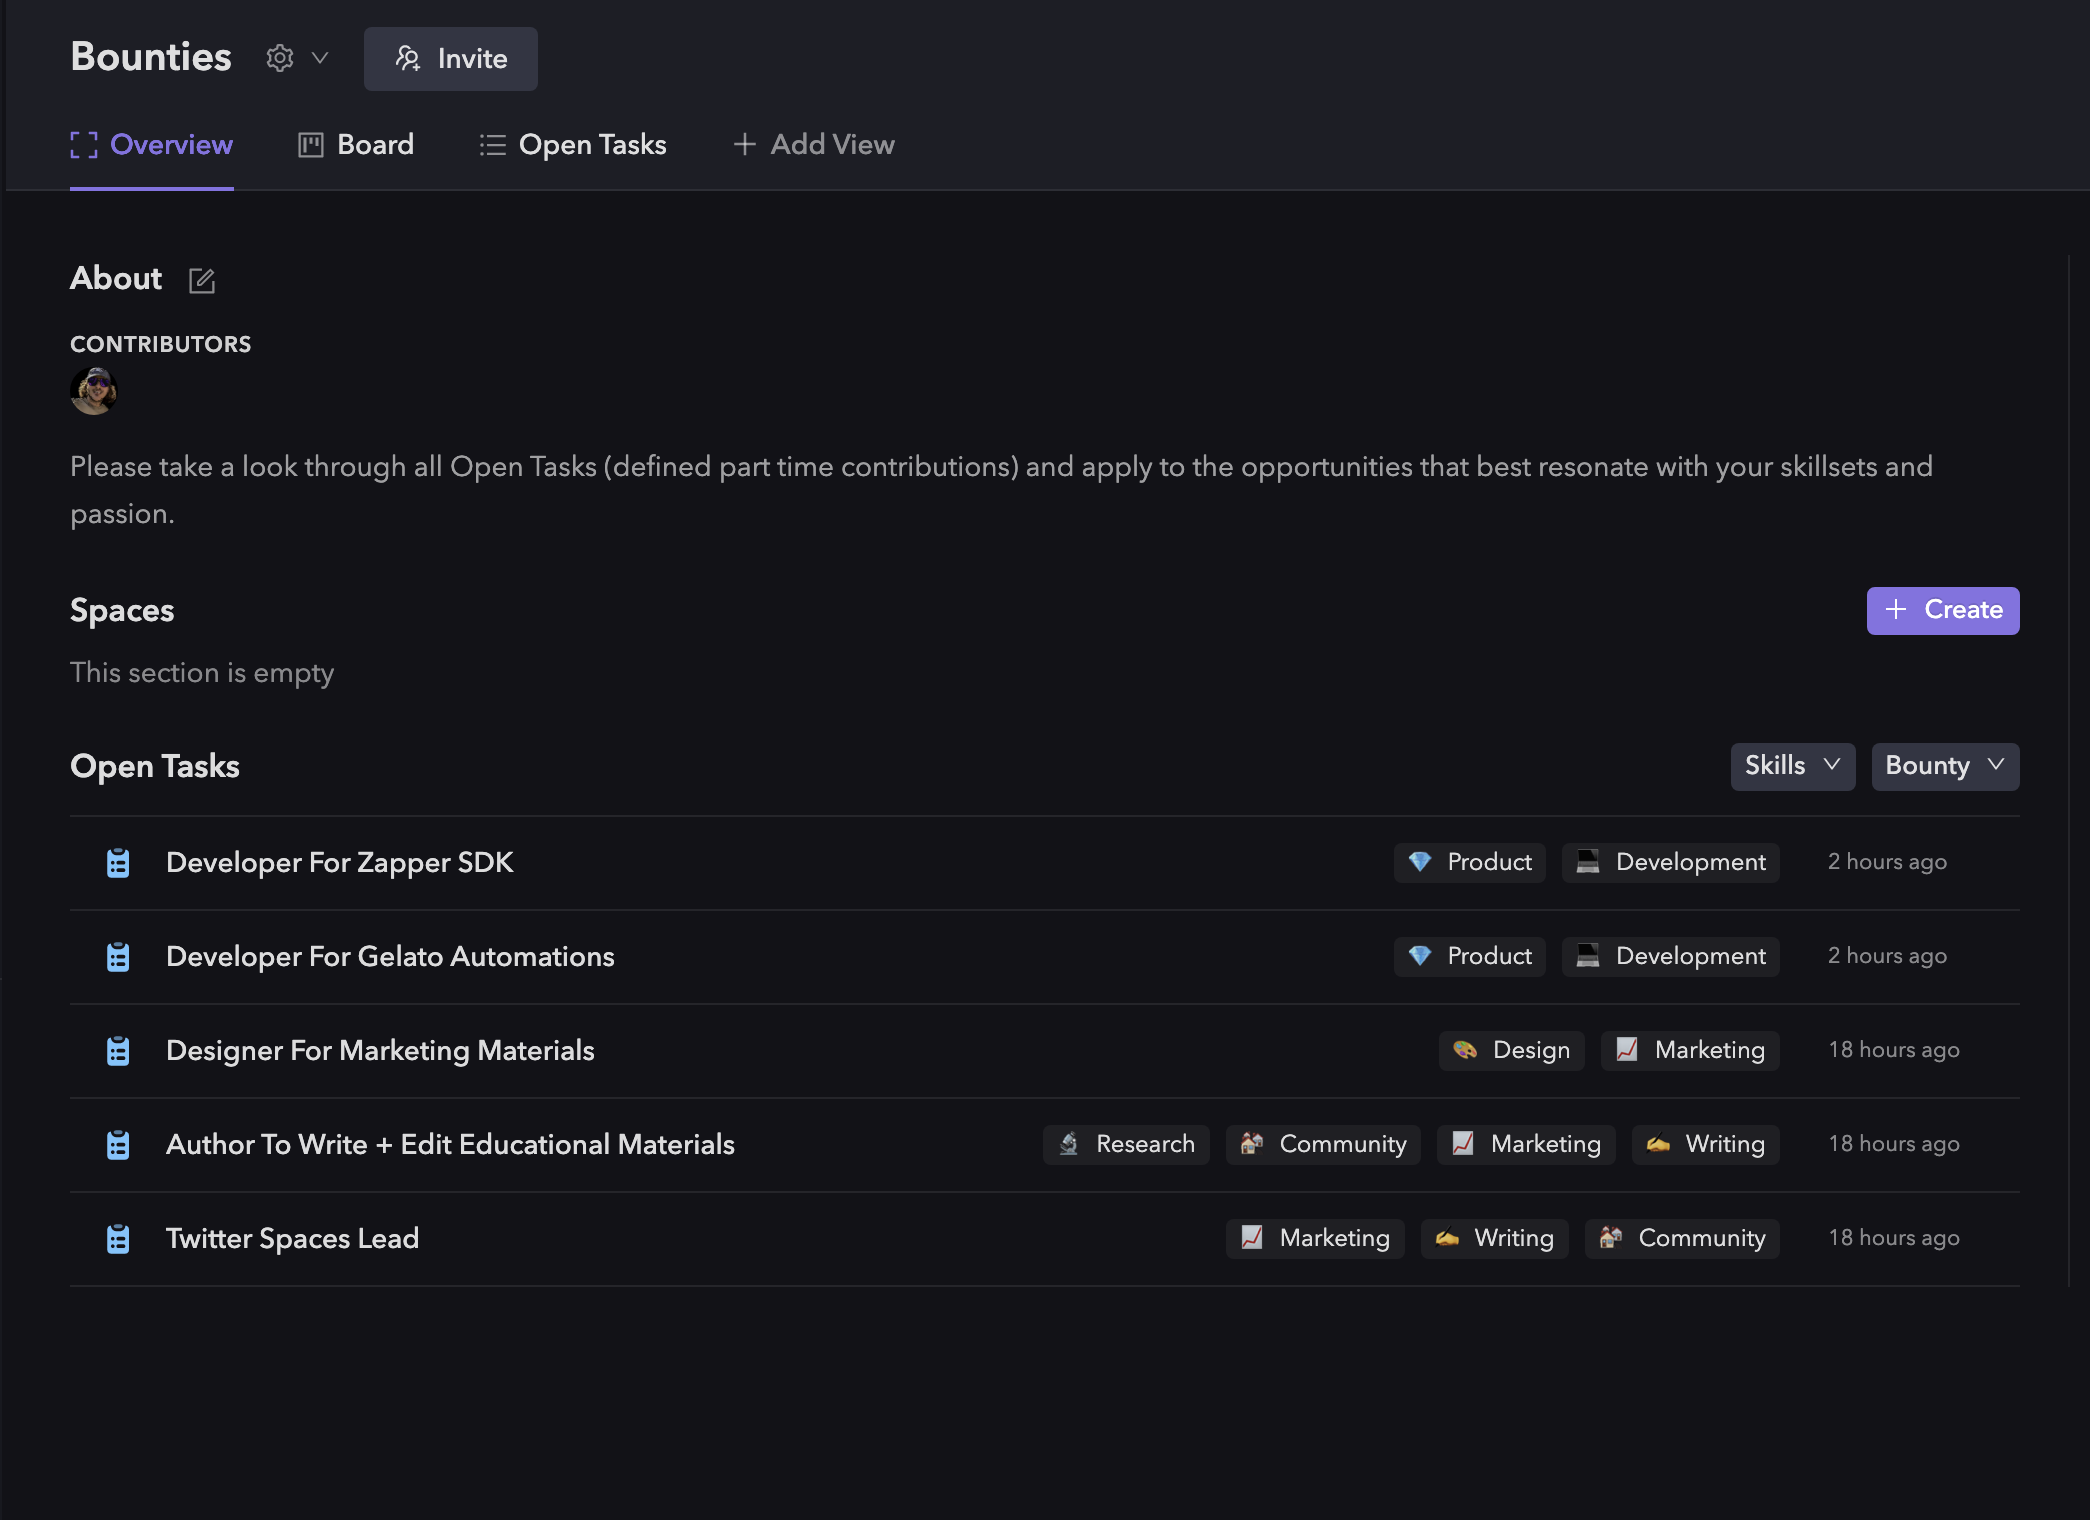 Bounties
Invite
Overview Board Open Tasks Add View
About
CONTRIBUTORS
Please take a look through all Open Tasks (defined part time contributions) and apply to the opportunities that best resonate with your skillsets and
passion.
Spaces Create
This section is empty
Open Tasks Skills Bounty
Developer For Zapper SDK Product Development 2 hours ago
Developer For Gelato Automations Product Development 2 hours ago
Designer For Marketing Materials Design Marketing 18 hours ago
Author To Write + Edit Educational Materials Research Community Marketing Writing 18 hours ago
Twitter Spaces Lead Marketing Writing Community 18 hours ago